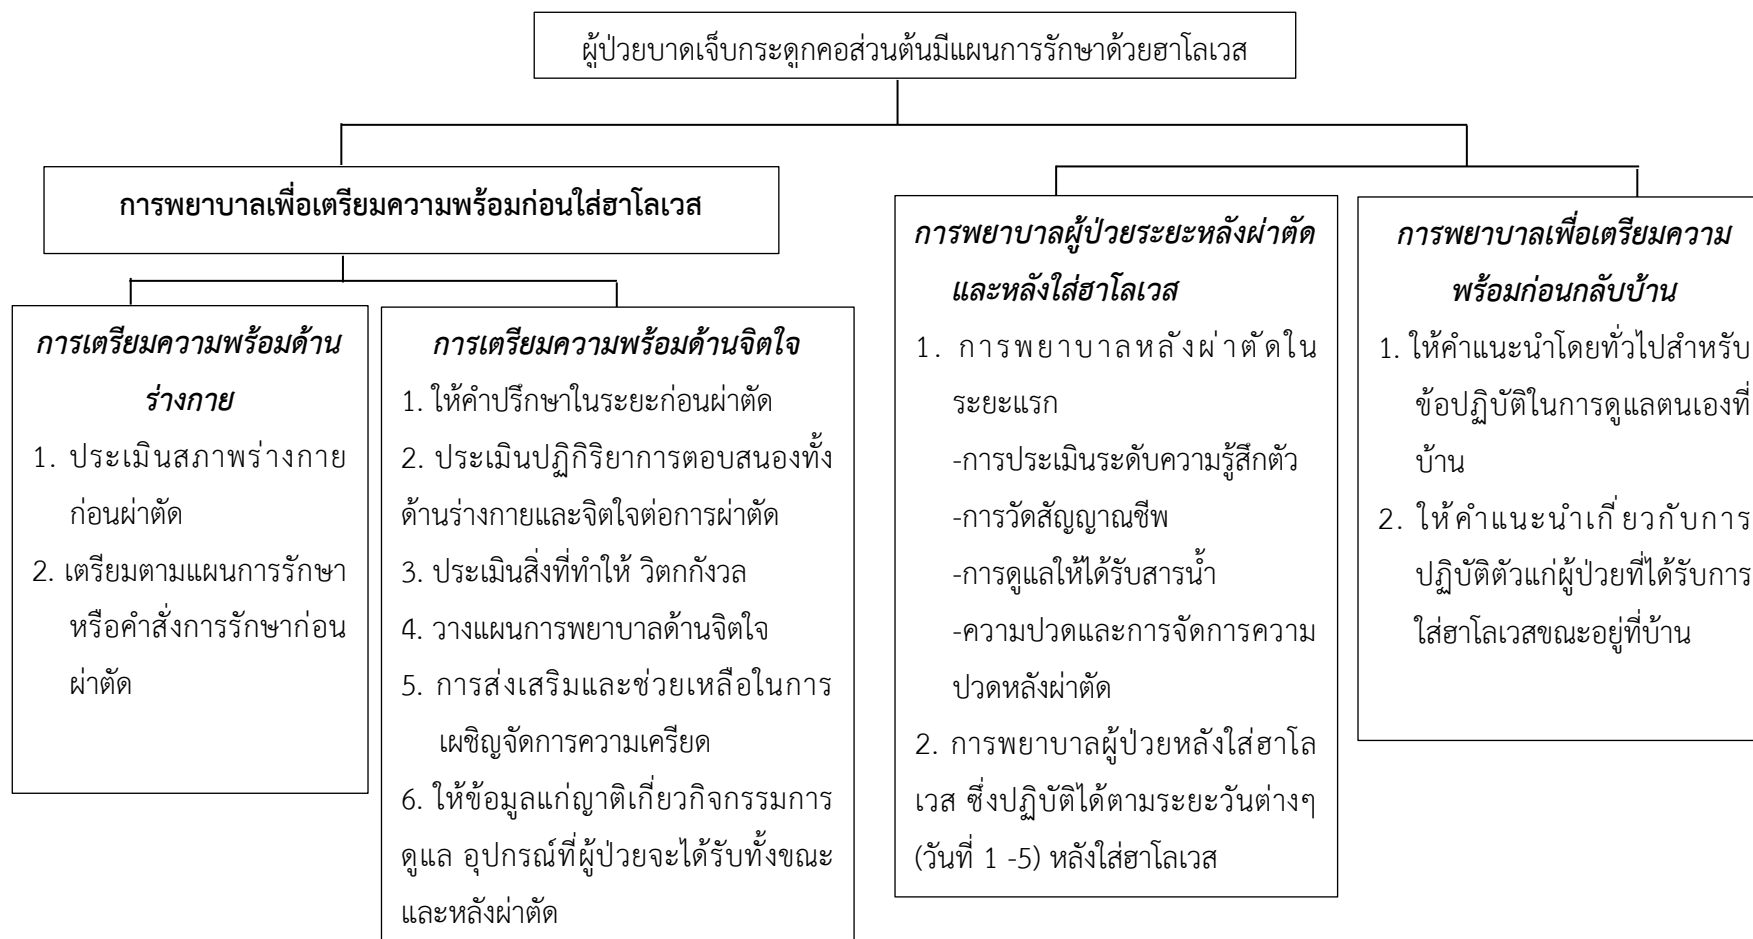 ผู้ป่วยบาดเจ็บกระดูกคอส่วนต้นมีแผนการรักษาด้วยฮาโลเวส
การพยาบาลเพื่อเตรียมความพร้อมก่อนใส่ฮาโลเวส
การเตรียมความพร้อมด้าน
ร่างกาย
1. ประเมินสภาพร่างกาย
ก่อนผ่าตัด
2. เตรียมตามแผนการรักษา
หรือคำสั่งการรักษาก่อน
ผ่าตัด
การเตรียมความพร้อมด้านจิตใจ
1. ให้คำปรึกษาในระยะก่อนผ่าตัด
2. ประเมินปฏิกิริยาการตอบสนองทั้ง
ด้านร่างกายและจิตใจต่อการผ่าตัด
3. ประเมินสิ่งที่ทำให้ วิตกกังวล
4. วางแผนการพยาบาลด้านจิตใจ
5. การส่งเสริมและช่วยเหลือในการ
เผชิญจัดการความเครียด
6. ให้ข้อมูลแก่ญาติเกี่ยวกิจกรรมการ
ดูแล อุปกรณ์ที่ผู้ป่วยจะได้รับทั้งขณะ
และหลังผ่าตัด
การพยาบาลผู้ป่วยระยะหลังผ่าตัด
และหลังใส่ฮาโลเวส
1. การพยาบาลหลังผ่าตัดใน
ระยะแรก
-การประเมินระดับความรู้สึกตัว
-การวัดสัญญาณชีพ
-การดูแลให้ได้รับสารน้ำ
-ความปวดและการจัดการความ
ปวดหลังผ่าตัด
2. การพยาบาลผู้ป่วยหลังใส่ฮาโล
เวส ซึ่งปฏิบัติได้ตามระยะวันต่างๆ
(วันที่ 1 -5) หลังใส่ฮาโลเวส
การพยาบาลเพื่อเตรียมความ
พร้อมก่อนกลับบ้าน
1. ให้คำแนะนำโดยทั่วไปสำหรับ
ข้อปฏิบัติในการดูแลตนเองที่
บ้าน
2. ให้คำแนะนำเกี่ยวกับการ
ปฏิบัติตัวแก่ผู้ป่วยที่ได้รับการ
ใส่ฮาโลเวสขณะอยู่ที่บ้าน